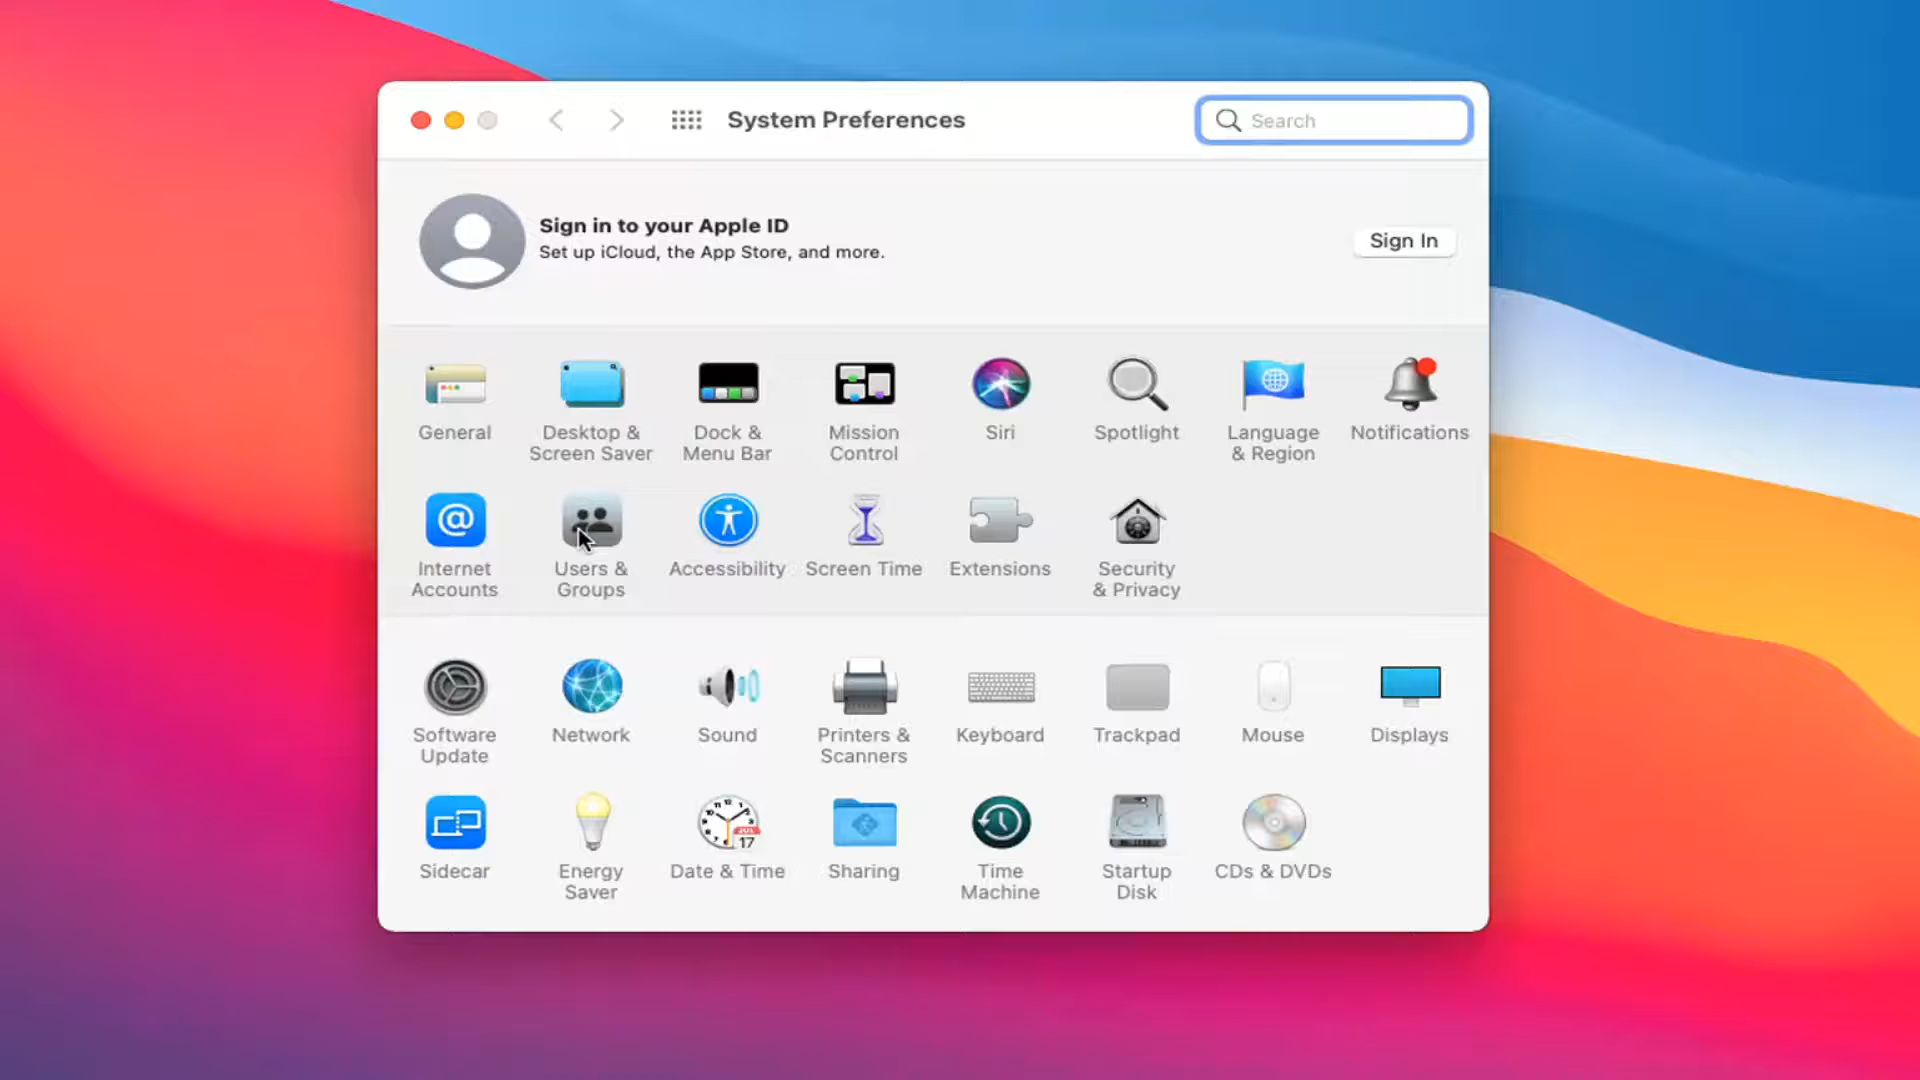 System Preferences
Search
Sign in to your Apple ID
Set up iCloud, the App Store, and more.
Sign In
General
Desktop &
Screen Saver
Dock &
Menu Bar
Mission
Control
Siri
Spotlight
Language
& Region
Notifications
Internet
Accounts
Users &
Groups
Accessibility
Screen Time
Extensions
Security
& Privacy
Software
Update
Network
Sound
Printers &
Scanners
Keyboard
Trackpad
Mouse
Displays
JUL
17
Sidecar
Energy
Saver
Date & Time
Sharing
Time
Machine
Startup
Disk
CDs & DVDs